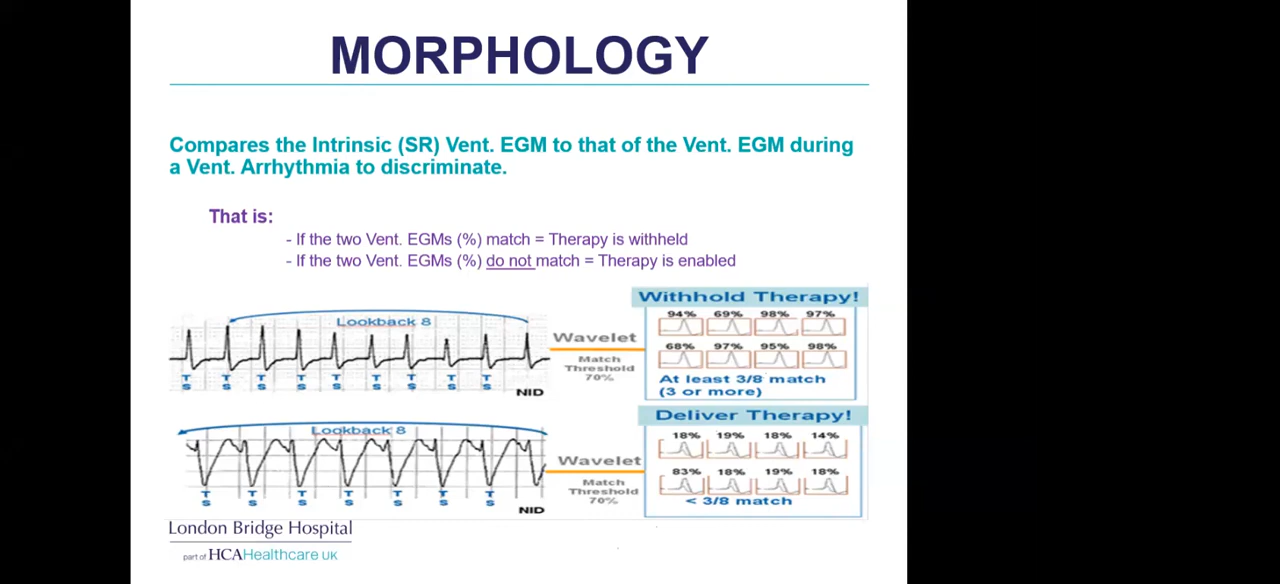 MORPHOLOGY
Compares the Intrinsic (SR) Vent. EGM to that of the Vent. EGM during
a Vent. Arrhythmia to discriminate.
That is:
- If the two Vent. EGMs (%) match = Therapy is withheld
- If the two Vent. EGMs (%) do not match = Therapy is enabled
Lookback 8
T T T T T T T T T
S S S S S S S S S
NID
Wavelet
Match
Threshold
70%
Withhold Therapy!
94% 69% 98% 97%
68% 97% 95% 98%
At least 3/8 match
(3 or more)
Lookback 8
T T T T T T T
S S S S S S S
NID
Wavelet
Match
Threshold
70%
Deliver Therapy!
18% 19% 18% 14%
83% 18% 19% 18%
< 3/8 match
London Bridge Hospital
part of HCAHealthcare UK